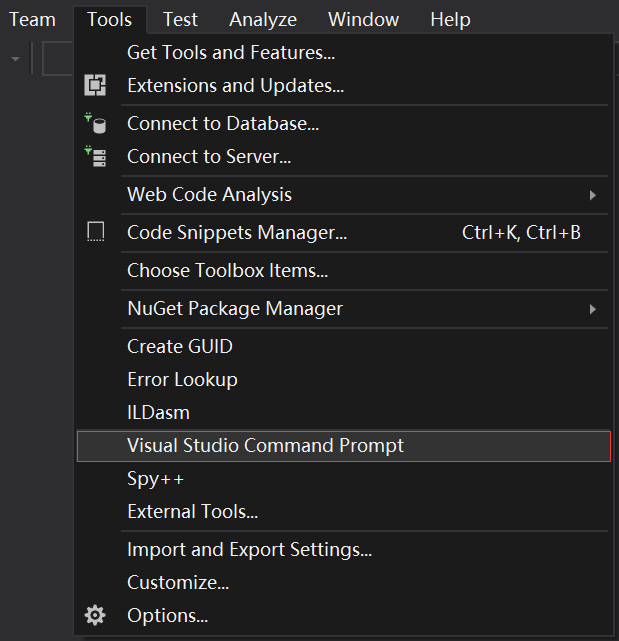 Team Tools Test Analyze Window Help
Get Tools and Features...
Extensions and Updates...
Connect to Database...
Connect to Server...
Web Code Analysis
Code Snippets Manager... Ctrl+K, Ctrl+B
Choose Toolbox Items...
NuGet Package Manager
Create GUID
Error Lookup
ILDasm
Visual Studio Command Prompt
Spy++
External Tools...
Import and Export Settings...
Customize...
Options...